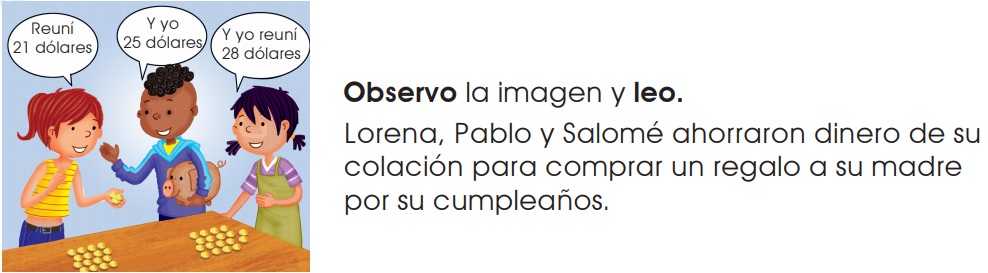 Reuní
21 dólares
Y yo
25 dólares
Y yo reuní
28 dólares
Observo la imagen y leo.
Lorena, Pablo y Salomé ahorraron dinero de su
colación para comprar un regalo a su madre
por su cumpleaños.